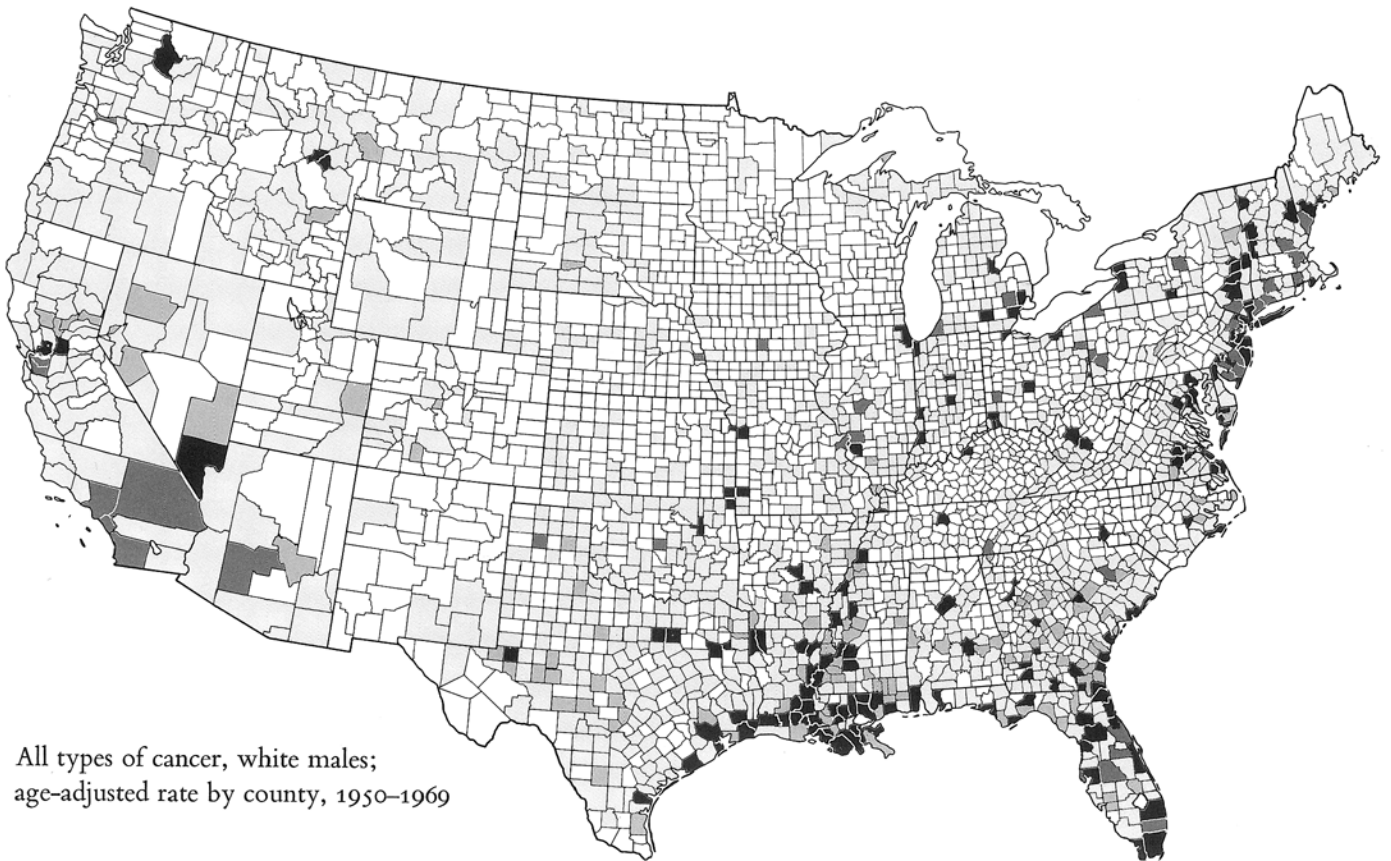 All types of cancer, white males;
age-adjusted rate by county, 1950–1969